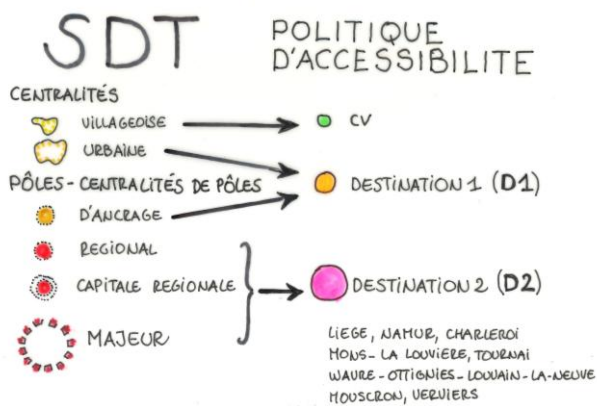 SDT
POLITIQUE
D'ACCESSIBILITE
CENTRALITÉS
VILLAGEOISE
CV
URBAINE
PÔLES-CENTRALITÉS DE PÔLES
DESTINATION 1 (D1)
D'ANCRAGE
REGIONAL
CAPITALE REGIONALE
DESTINATION 2 (D2)
MAJEUR
LIEGE, NAMUR, CHARLEROI
MONS-LA LOUVIERE, TOURNAI
WAVRE-OTTIGNIES-LOUVAIN-LA-NEUVE
MOUSCRON, VERVIERS